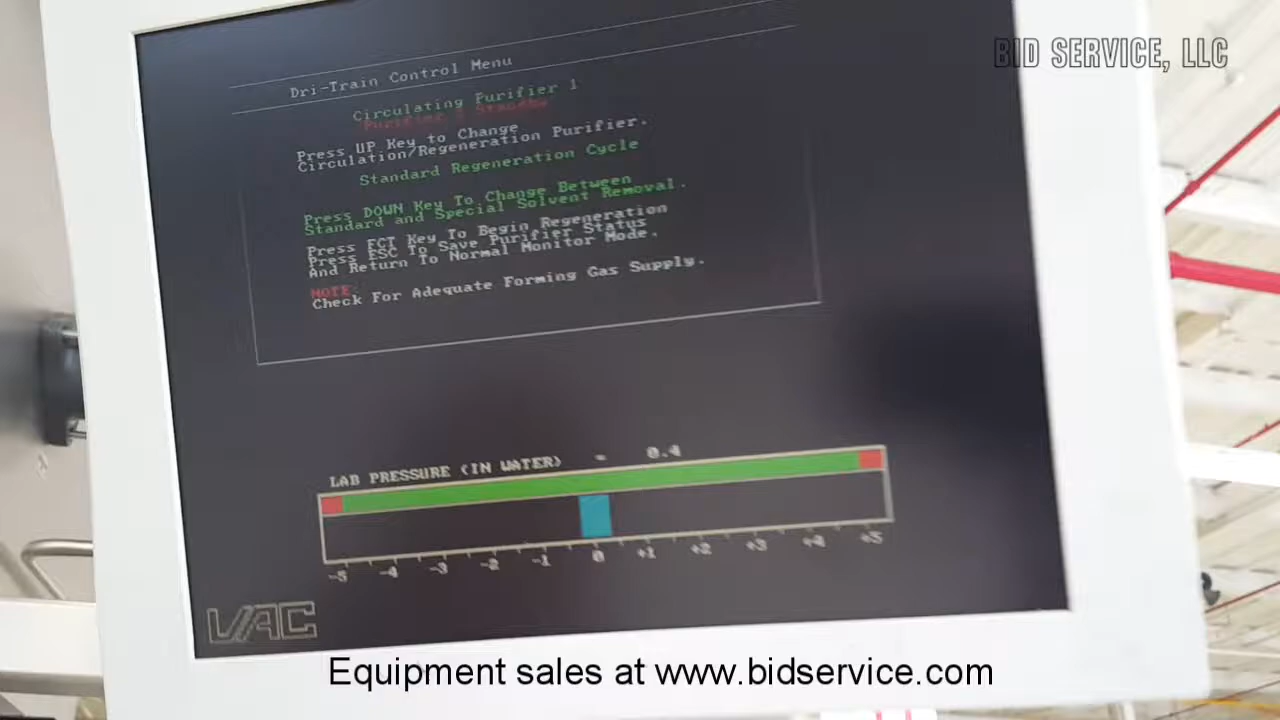 BID SERVICE, LLC
Dri-Train Control Menu
Circulating Purifier 1
Purifier 2 Standby
Press UP Key to Change
Circulation/Regeneration Purifier.
Standard Regeneration Cycle
Press DOWN Key To Change Between
Standard and Special Solvent Removal.
Press FCT Key To Begin Regeneration
Press ESC To Save Purifier Status
And Return To Normal Monitor Mode.
NOTE:
Check For Adequate Forming Gas Supply.
LAB PRESSURE (IN WATER) = 0.4
-5 -4 -3 -2 -1 0 +1 +2 +3 +4 +5
VAC
Equipment sales at www.bidservice.com